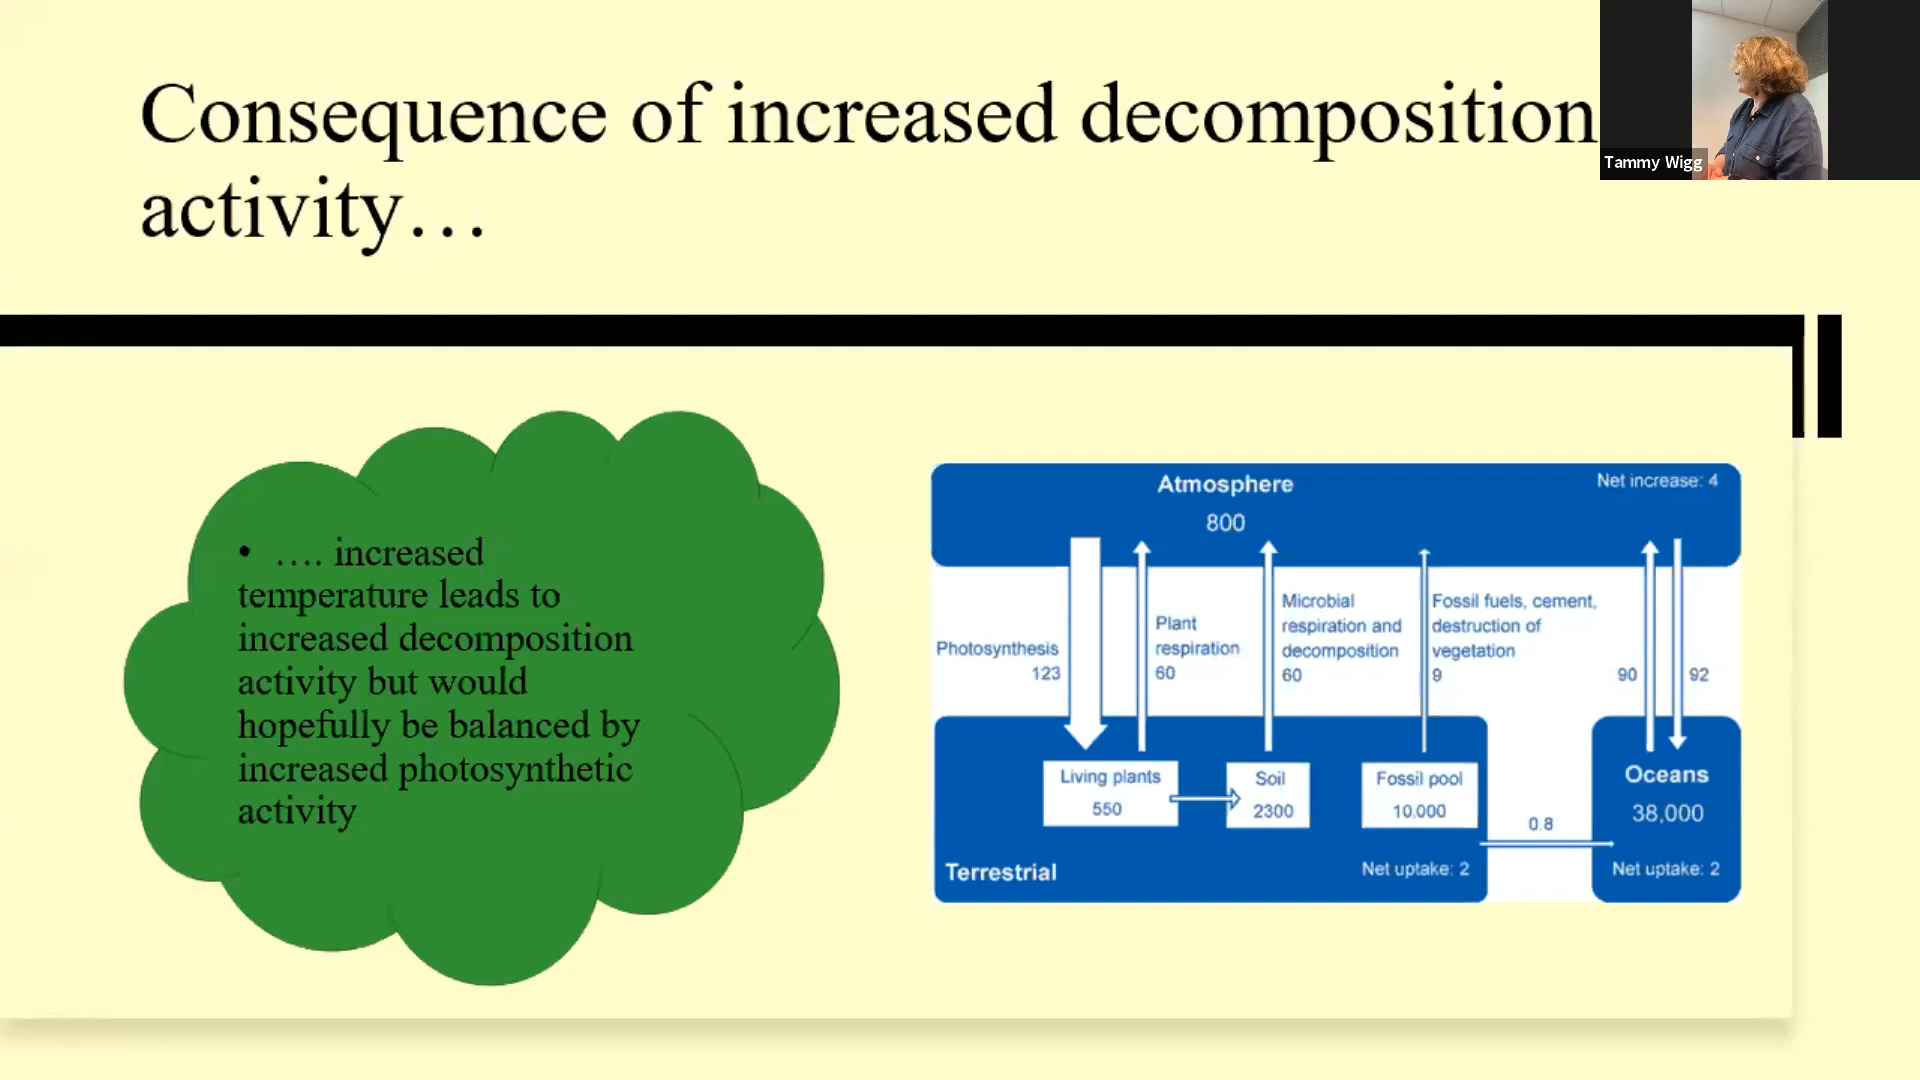 Consequence of increased decomposition
activity…
Tammy Wigg
• …. increased
temperature leads to
increased decomposition
activity but would
hopefully be balanced by
increased photosynthetic
activity
Atmosphere
800
Net increase: 4
Photosynthesis
123
Plant
respiration
60
Microbial
respiration and
decomposition
60
Fossil fuels, cement,
destruction of
vegetation
9
90
92
Living plants
550
Soil
2300
Fossil pool
10,000
Terrestrial
Net uptake: 2
0.8
Oceans
38,000
Net uptake: 2